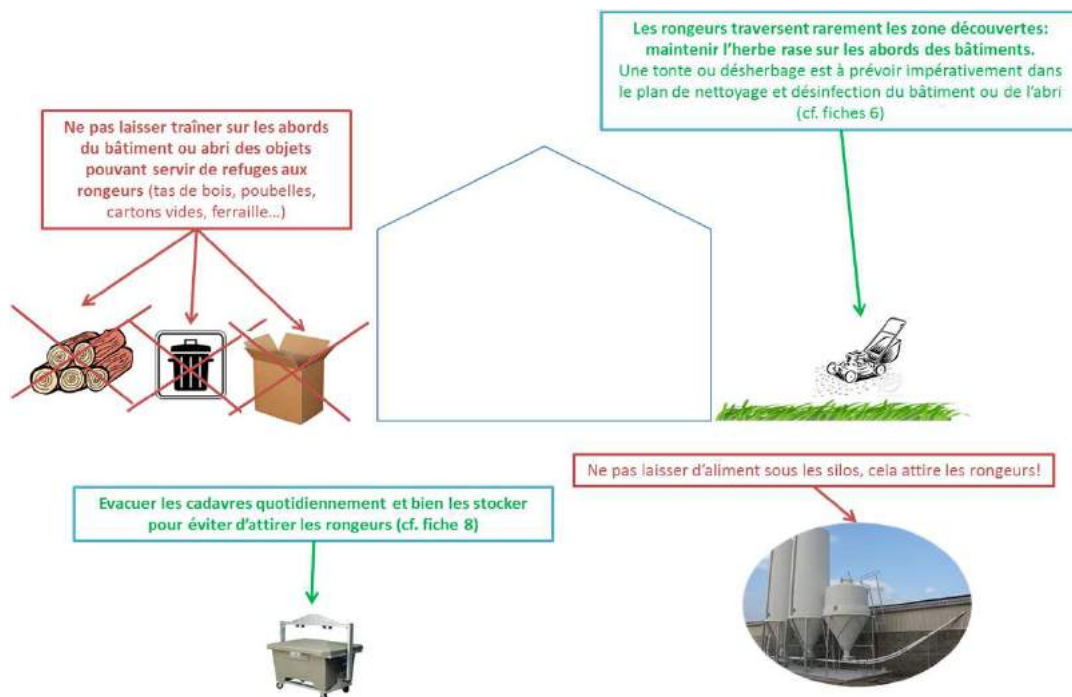 Les rongeurs traversent rarement les zone découvertes:
maintenir l'herbe rase sur les abords des bâtiments.
Une tonte ou désherbage est à prévoir impérativement dans
le plan de nettoyage et désinfection du bâtiment ou de l'abri
(cf. fiches 6)
Ne pas laisser traîner sur les abords
du bâtiment ou abri des objets
pouvant servir de refuges aux
rongeurs (tas de bois, poubelles,
cartons vides, ferraille...)
Ne pas laisser d'aliment sous les silos, cela attire les rongeurs!
Evacuer les cadavres quotidiennement et bien les stocker
pour éviter d'attirer les rongeurs (cf. fiche 8)